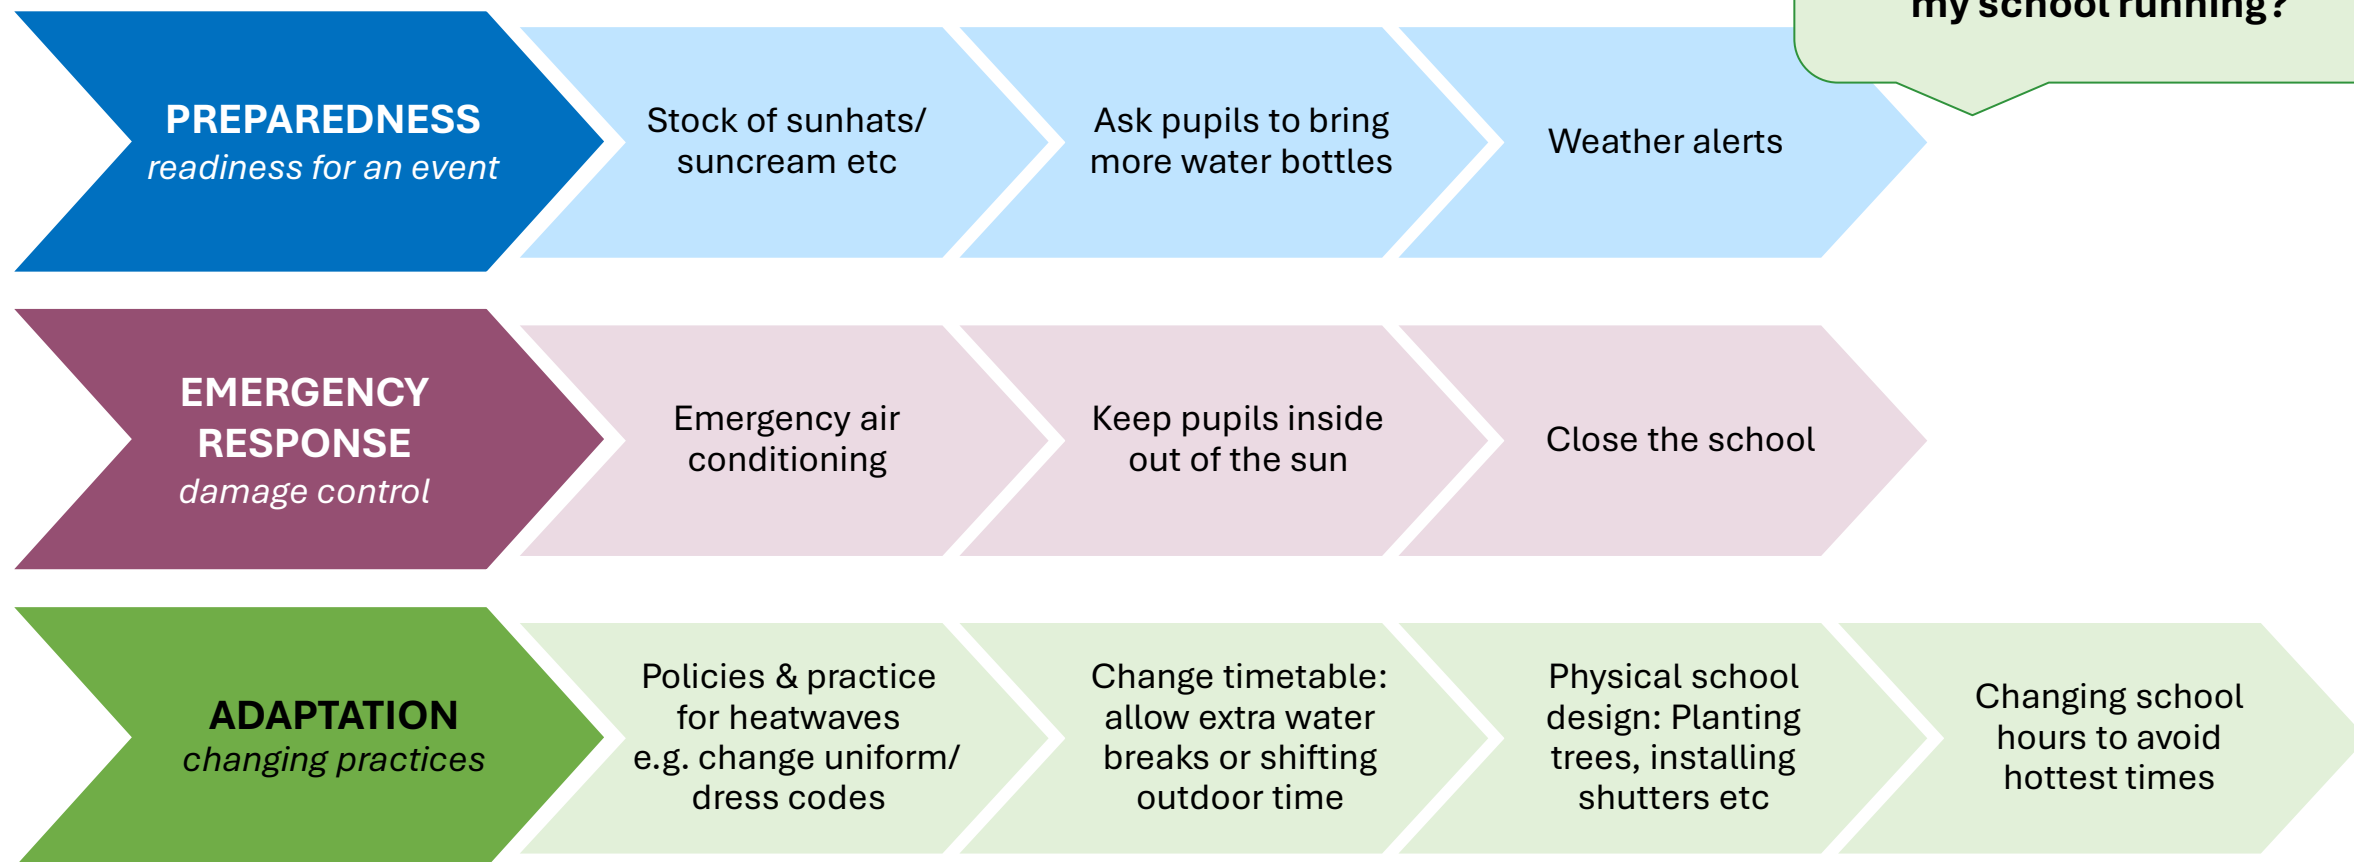 my school running?
PREPAREDNESS
readiness for an event
Stock of sunhats/
suncream etc
Ask pupils to bring
more water bottles
Weather alerts
EMERGENCY
RESPONSE
damage control
Emergency air
conditioning
Keep pupils inside
out of the sun
Close the school
ADAPTATION
changing practices
Policies & practice
for heatwaves
e.g. change uniform/
dress codes
Change timetable:
allow extra water
breaks or shifting
outdoor time
Physical school
design: Planting
trees, installing
shutters etc
Changing school
hours to avoid
hottest times